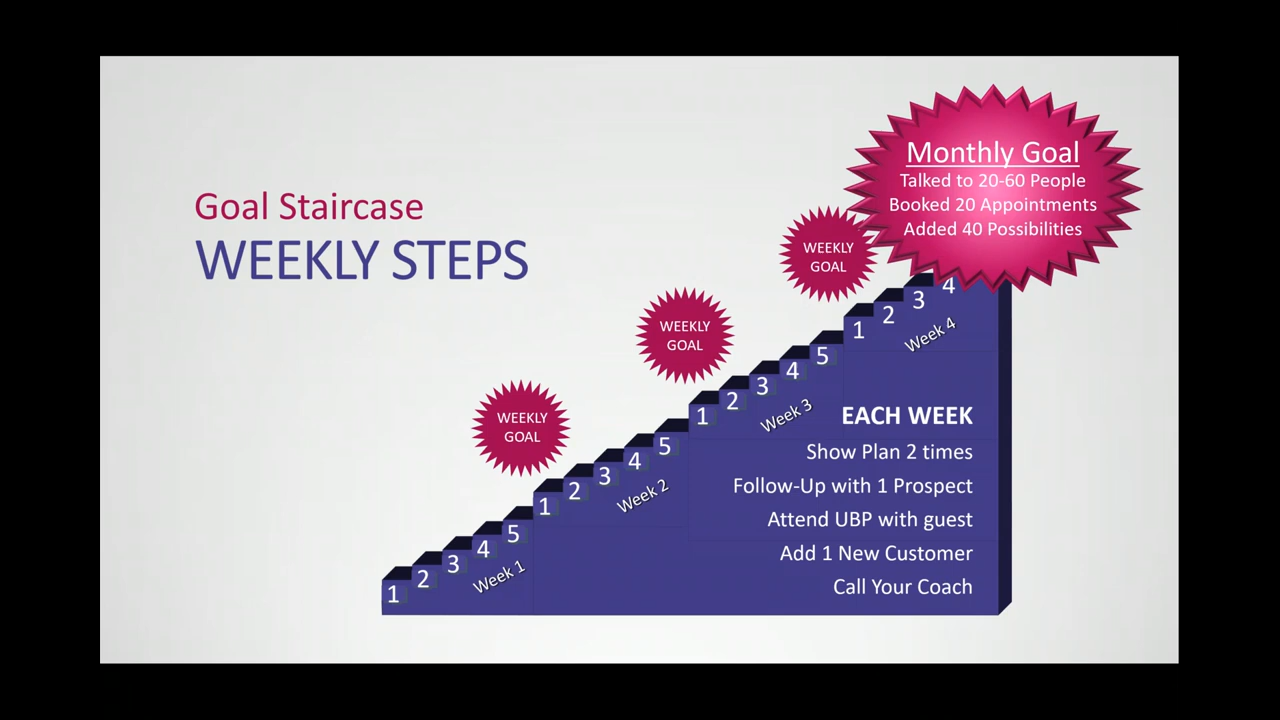 Goal Staircase
WEEKLY STEPS
Monthly Goal
Talked to 20-60 People
Booked 20 Appointments
Added 40 Possibilities
WEEKLY
GOAL
WEEKLY
GOAL
WEEKLY
GOAL
1 2 3 4 5
Week 1
1 2 3 4 5
Week 2
1 2 3 4 5
Week 3
1 2 3 4
Week 4
EACH WEEK
Show Plan 2 times
Follow-Up with 1 Prospect
Attend UBP with guest
Add 1 New Customer
Call Your Coach